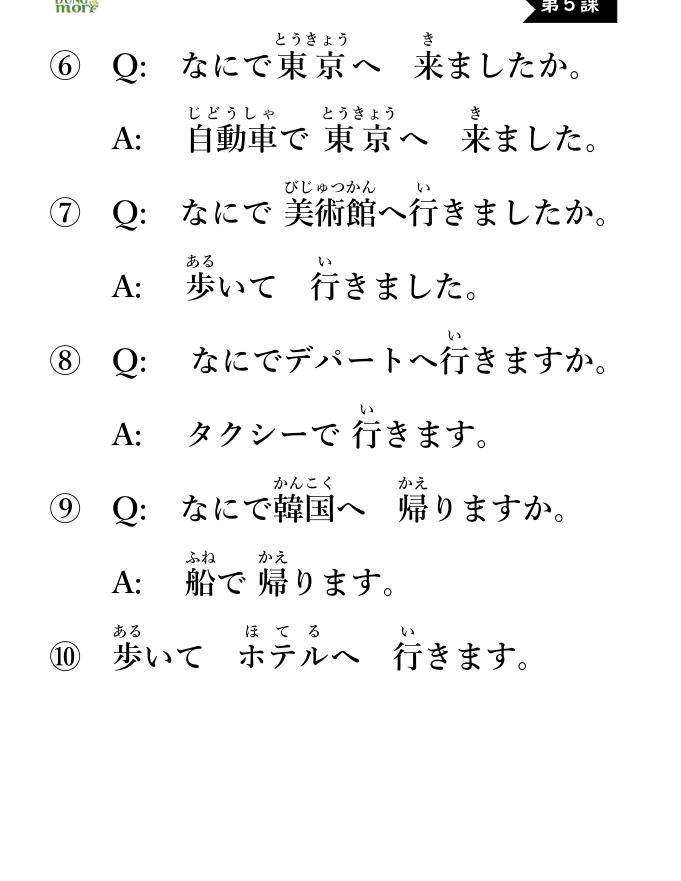 DUNG
more
第5課
とうきょう き
⑥ Q: なにで東京へ 来ましたか。
じどうしゃ とうきょう き
A: 自動車で 東京へ 来ました。
びじゅつかん い
⑦ Q: なにで 美術館へ行きましたか。
ある い
A: 歩いて 行きました。
い
⑧ Q: なにでデパートへ行きますか。
い
A: タクシーで 行きます。
かんこく かえ
⑨ Q: なにで韓国へ 帰りますか。
ふね かえ
A: 船で 帰ります。
ある ほてる い
⑩ 歩いて ホテルへ 行きます。